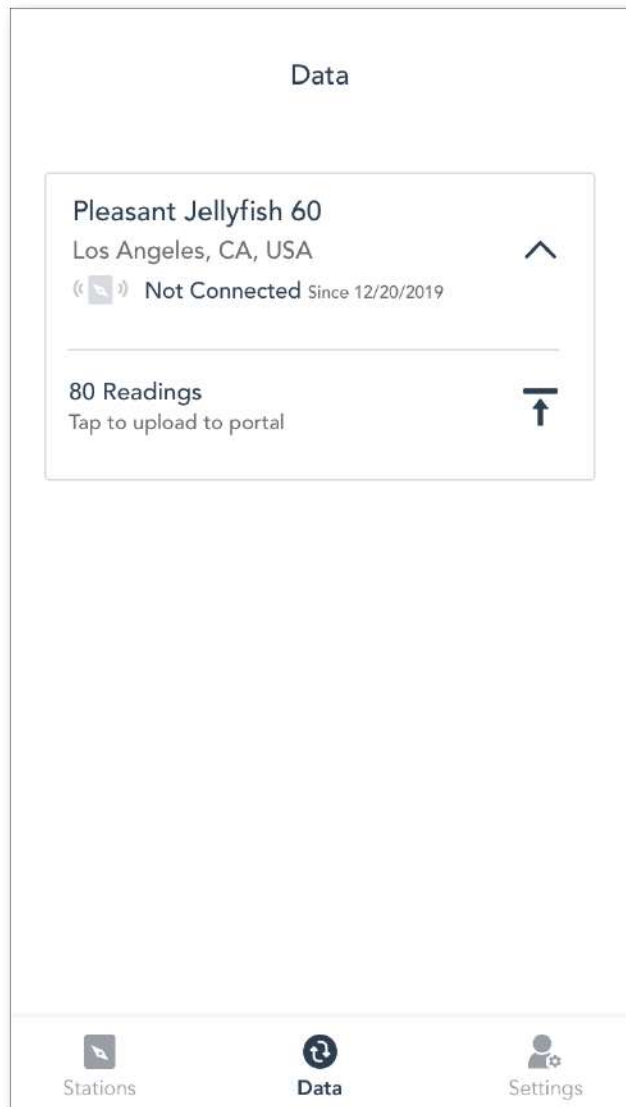 Data
Pleasant Jellyfish 60
Los Angeles, CA, USA
Not Connected Since 12/20/2019
80 Readings
Tap to upload to portal
Stations
Data
Settings